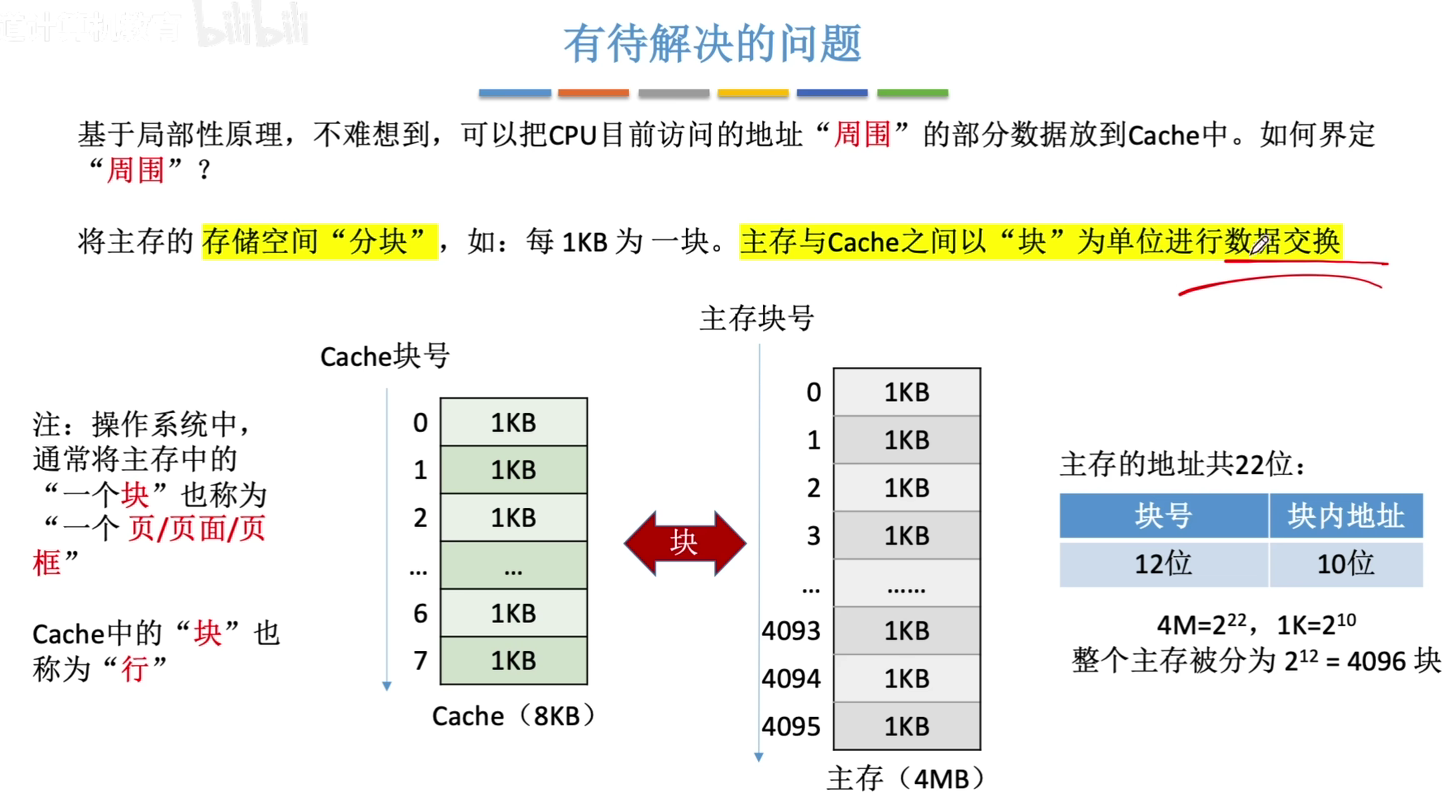 bilibili
有待解决的问题
基于局部性原理，不难想到，可以把CPU目前访问的地址“周围”的部分数据放到Cache中。如何界定
“周围”？
将主存的 存储空间“分块”，如：每 1KB 为 一块。主存与Cache之间以“块”为单位进行数据交换
注：操作系统中，
通常将主存中的
“一个块”也称为
“一个 页/页面/页
框”
Cache中的“块”也
称为“行”
Cache块号
0 1KB
1 1KB
2 1KB
... ...
6 1KB
7 1KB
Cache（8KB）
块
主存块号
0 1KB
1 1KB
2 1KB
3 1KB
... ......
4093 1KB
4094 1KB
4095 1KB
主存（4MB）
主存的地址共22位：
块号 块内地址
12位 10位
4M=2²²，1K=2¹⁰
整个主存被分为 2¹² = 4096 块